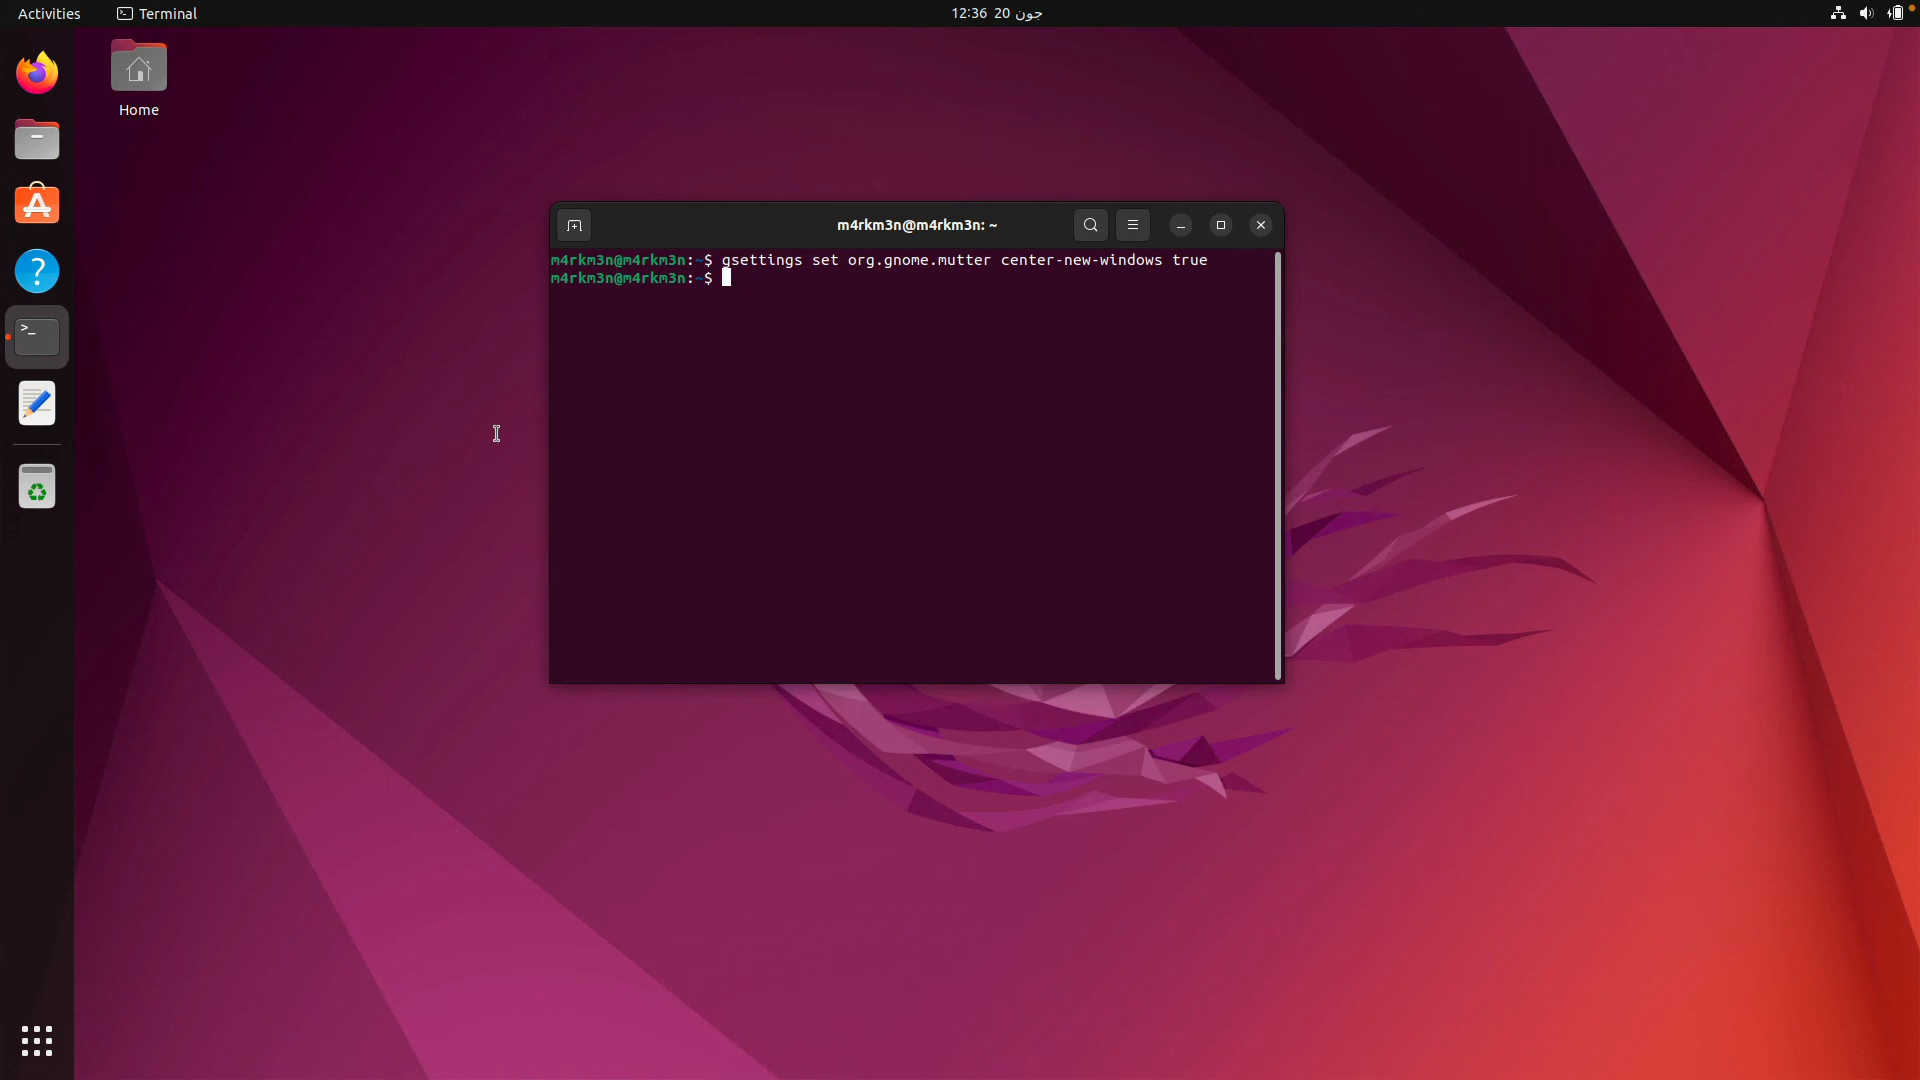 Activities Terminal 12:36 20 جون
Home
m4rkm3n@m4rkm3n: ~
m4rkm3n@m4rkm3n:~$ gsettings set org.gnome.mutter center-new-windows true
m4rkm3n@m4rkm3n:~$